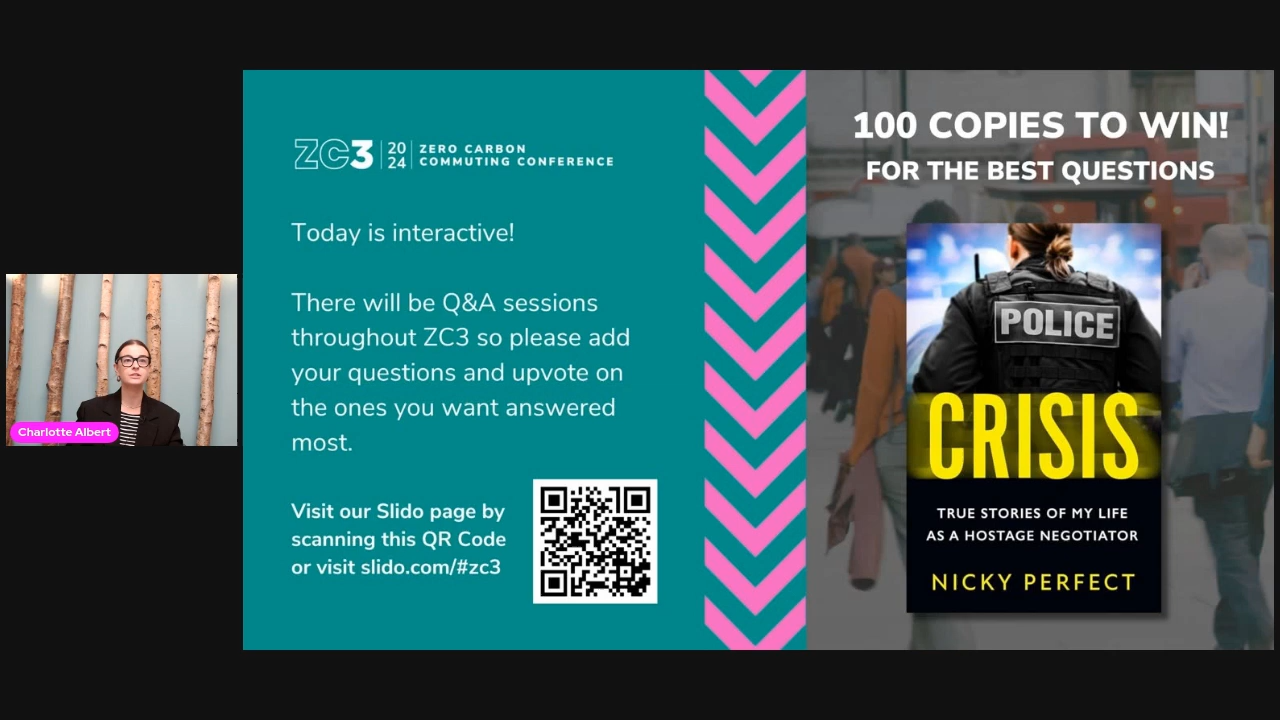 Charlotte Albert
ZC3
20
24
ZERO CARBON
COMMUTING CONFERENCE
Today is interactive!
There will be Q&A sessions
throughout ZC3 so please add
your questions and upvote on
the ones you want answered
most.
Visit our Slido page by
scanning this QR Code
or visit slido.com/#zc3
100 COPIES TO WIN!
FOR THE BEST QUESTIONS
POLICE
CRISIS
TRUE STORIES OF MY LIFE
AS A HOSTAGE NEGOTIATOR
NICKY PERFECT